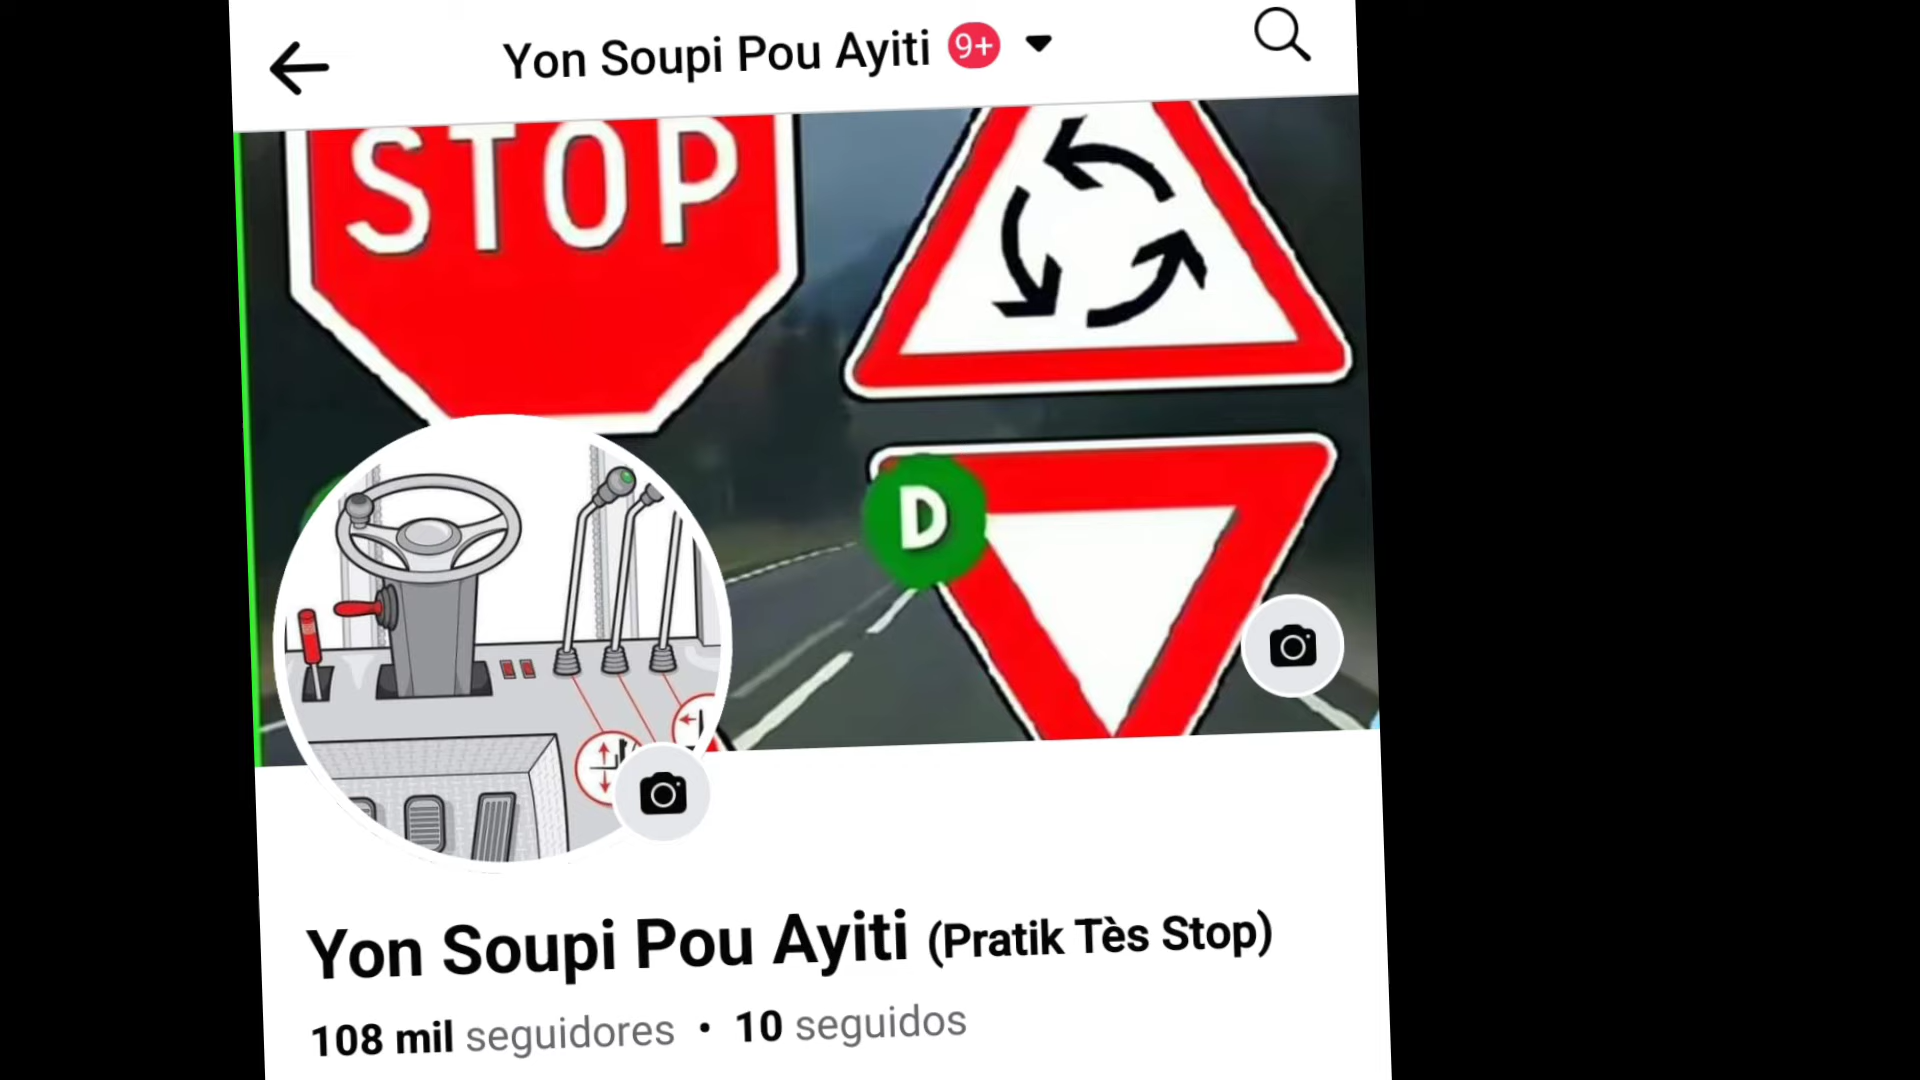 Yon Soupi Pou Ayiti 9+
STOP
D
Yon Soupi Pou Ayiti (Pratik Tès Stop)
108 mil seguidores • 10 seguidos